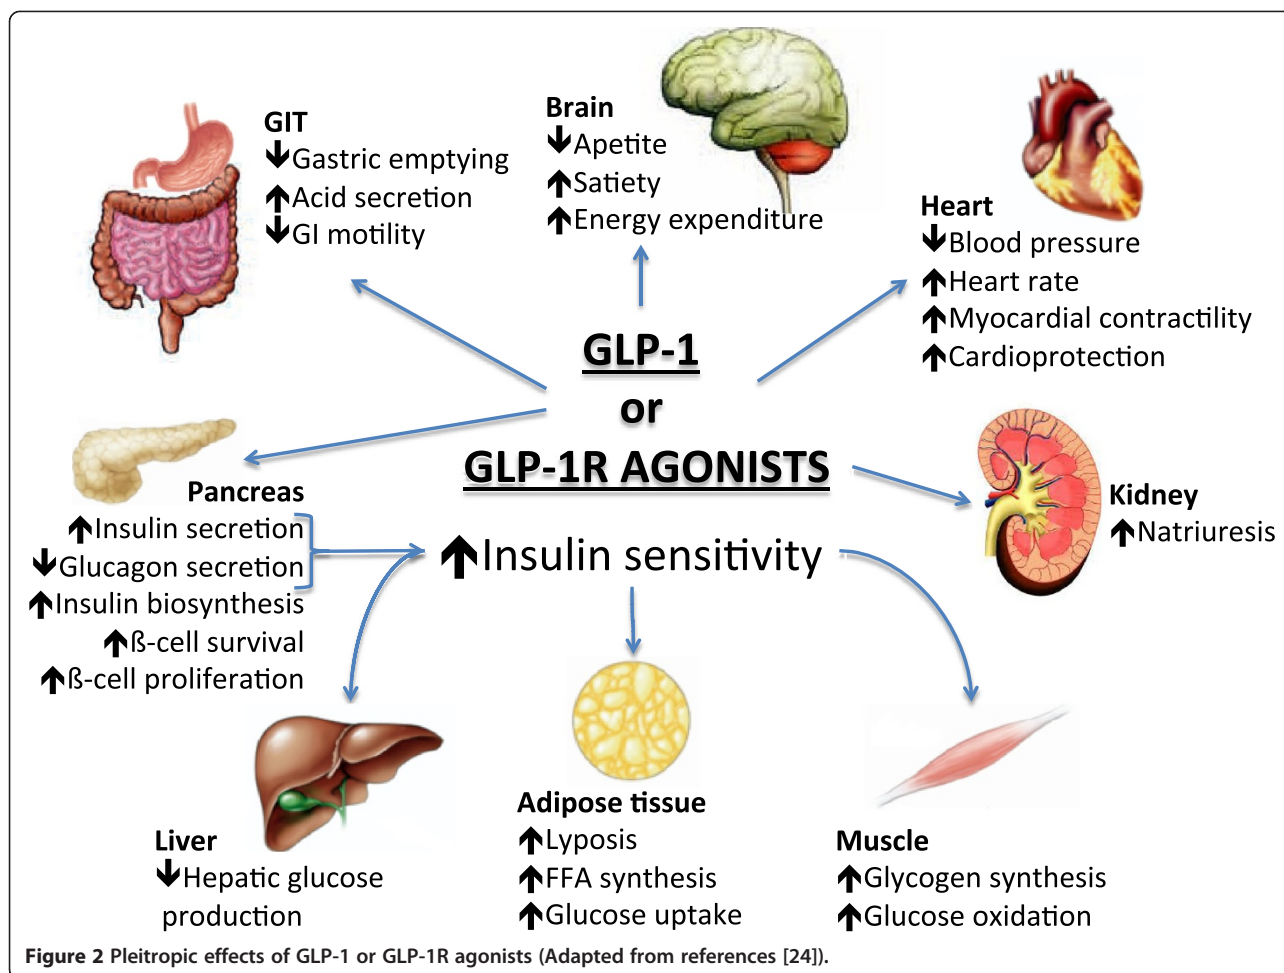 GIT
↓Gastric emptying
↑Acid secretion
↓GI motility
Brain
↓Apetite
↑Satiety
↑Energy expenditure
Heart
↓Blood pressure
↑Heart rate
↑Myocardial contractility
↑Cardioprotection
GLP-1
or
GLP-1R AGONISTS
↑Insulin sensitivity
Pancreas
↑Insulin secretion
↓Glucagon secretion
↑Insulin biosynthesis
↑ß-cell survival
↑ß-cell proliferation
Kidney
↑Natriuresis
Liver
↓Hepatic glucose
production
Adipose tissue
↑Lyposis
↑FFA synthesis
↑Glucose uptake
Muscle
↑Glycogen synthesis
↑Glucose oxidation
Figure 2 Pleitropic effects of GLP-1 or GLP-1R agonists (Adapted from references [24]).